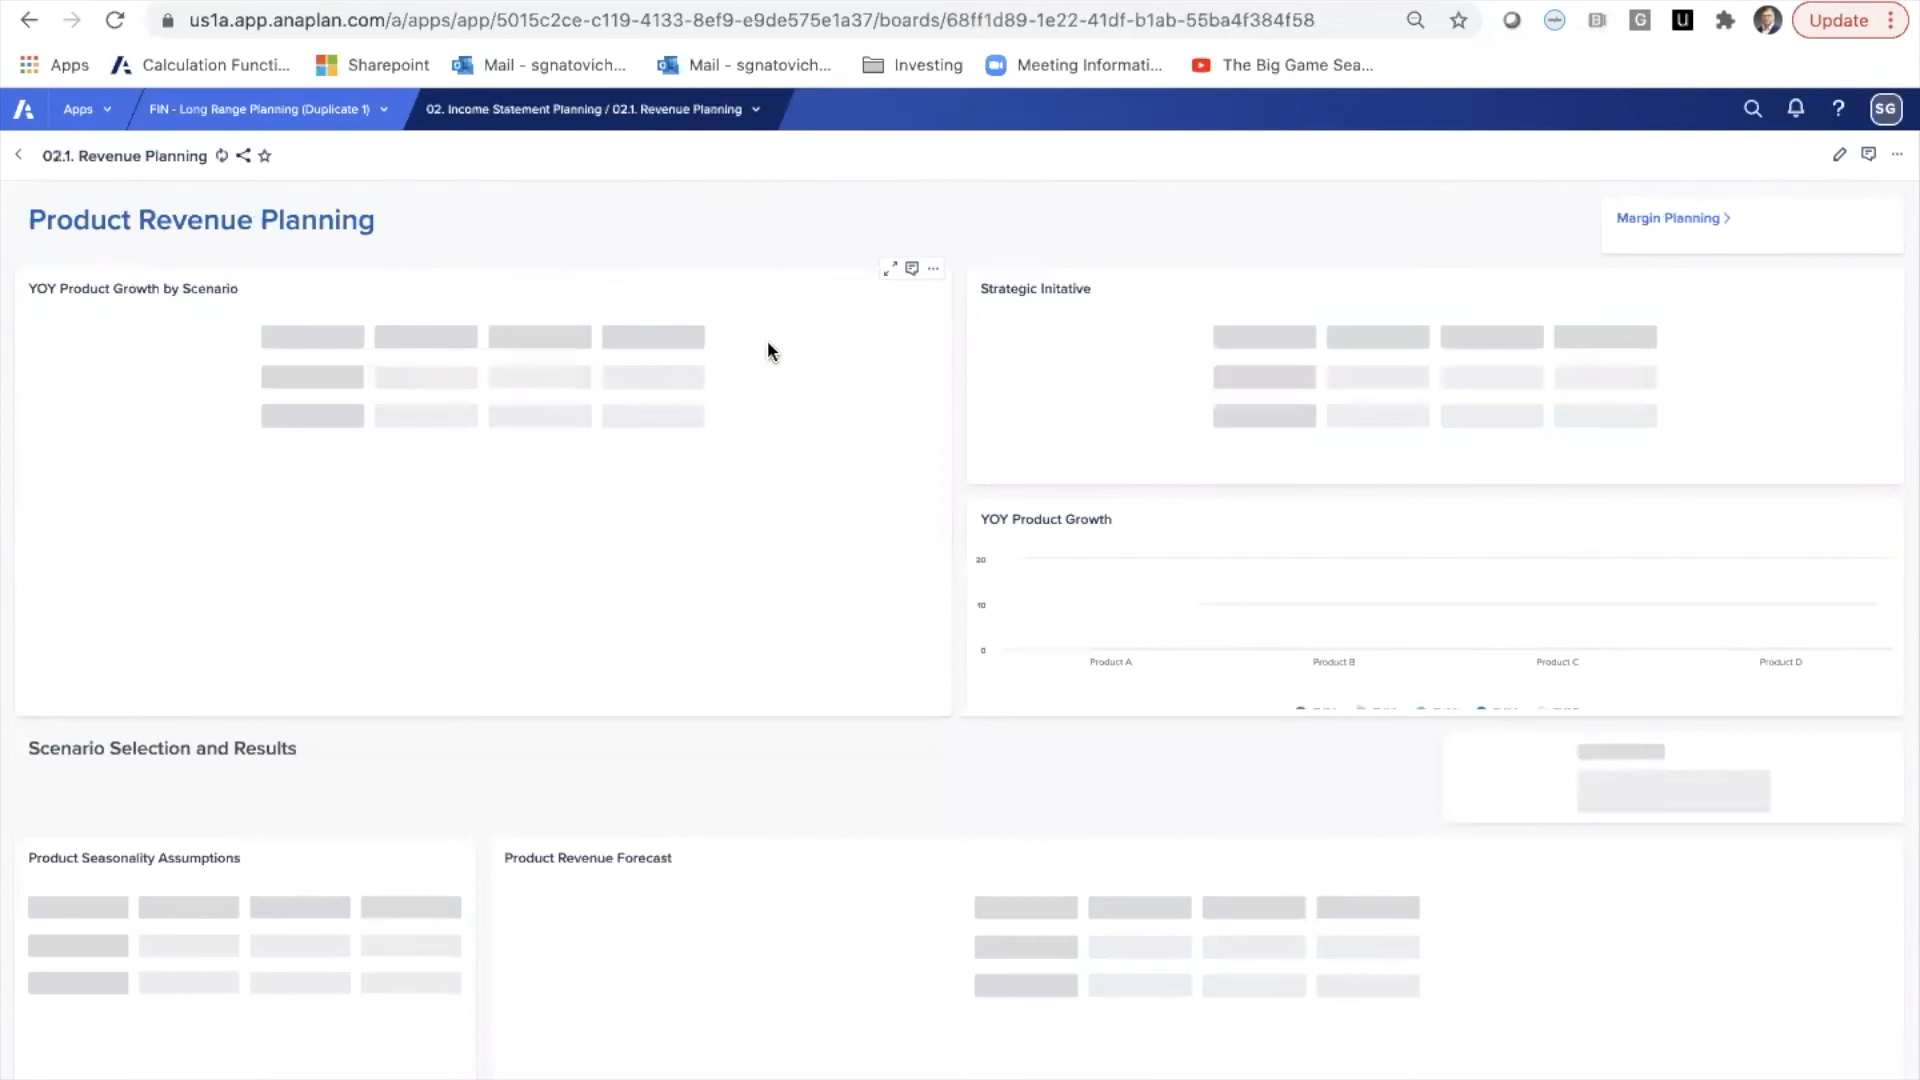 us1a.app.anaplan.com/a/apps/app/5015c2ce-c119-4133-8ef9-e9de575e1a37/boards/68ff1d89-1e22-41df-b1ab-55ba4f384f58
Update
Apps
Calculation Functi...
Sharepoint
Mail - sgnatovich...
Mail - sgnatovich...
Investing
Meeting Informati...
The Big Game Sea...
Apps
FIN - Long Range Planning (Duplicate 1)
02. Income Statement Planning / 02.1. Revenue Planning
SG
02.1. Revenue Planning
Product Revenue Planning
Margin Planning >
YOY Product Growth by Scenario
Strategic Initative
YOY Product Growth
20
10
0
Product A
Product B
Product C
Product D
Scenario Selection and Results
Product Seasonality Assumptions
Product Revenue Forecast